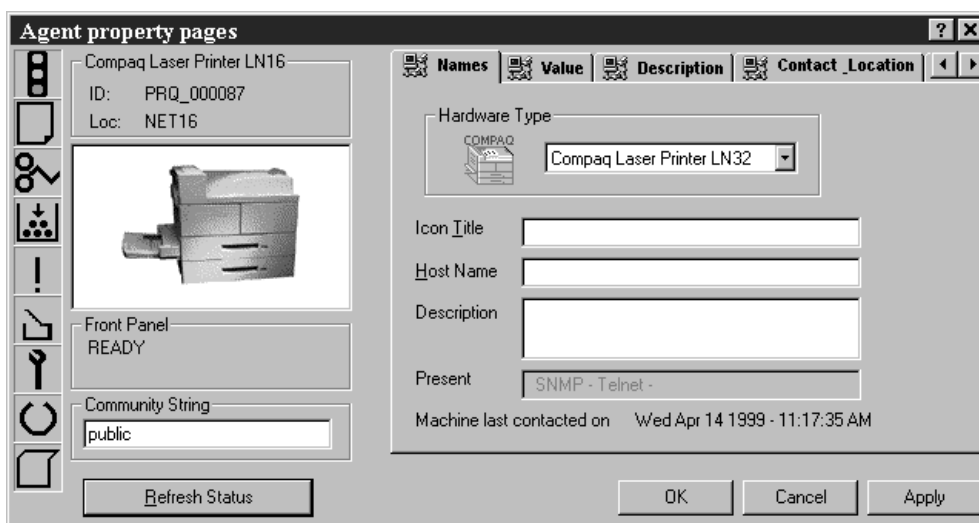 Agent property pages
? X
Compaq Laser Printer LN16
ID: PRQ_000087
Loc: NET16
Front Panel
READY
Community String
public
Refresh Status
Names
Value
Description
Contact _Location
Hardware Type
COMPAQ
Compaq Laser Printer LN32
Icon Title
Host Name
Description
Present
SNMP - Telnet -
Machine last contacted on Wed Apr 14 1999 - 11:17:35 AM
OK
Cancel
Apply